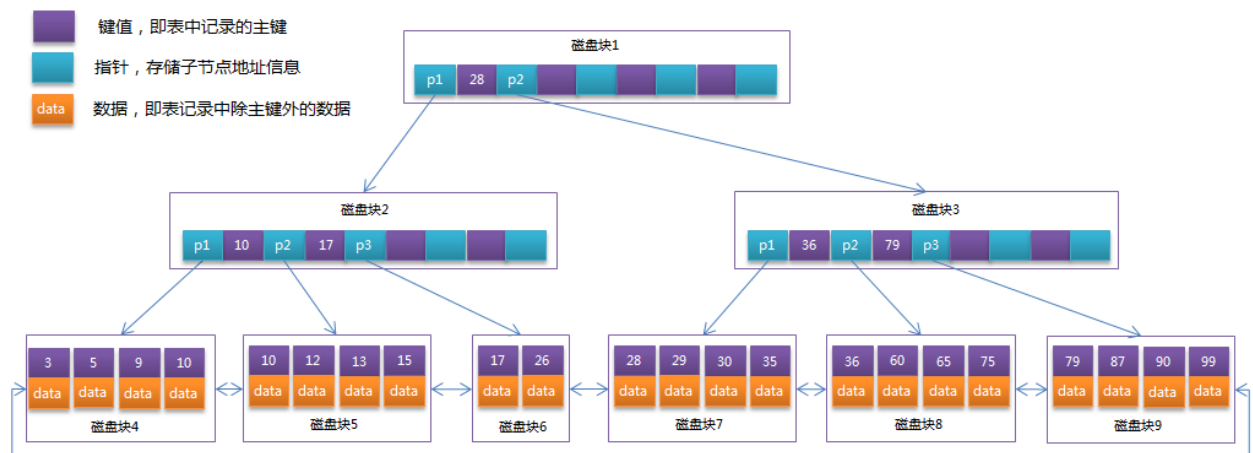 键值，即表中记录的主键
指针，存储子节点地址信息
data 数据，即表记录中除主键外的数据
磁盘块1
p1 28 p2
磁盘块2
p1 10 p2 17 p3
磁盘块3
p1 36 p2 79 p3
3 5 9 10
data data data data
磁盘块4
10 12 13 15
data data data data
磁盘块5
17 26
data data
磁盘块6
28 29 30 35
data data data data
磁盘块7
36 60 65 75
data data data data
磁盘块8
79 87 90 99
data data data data
磁盘块9